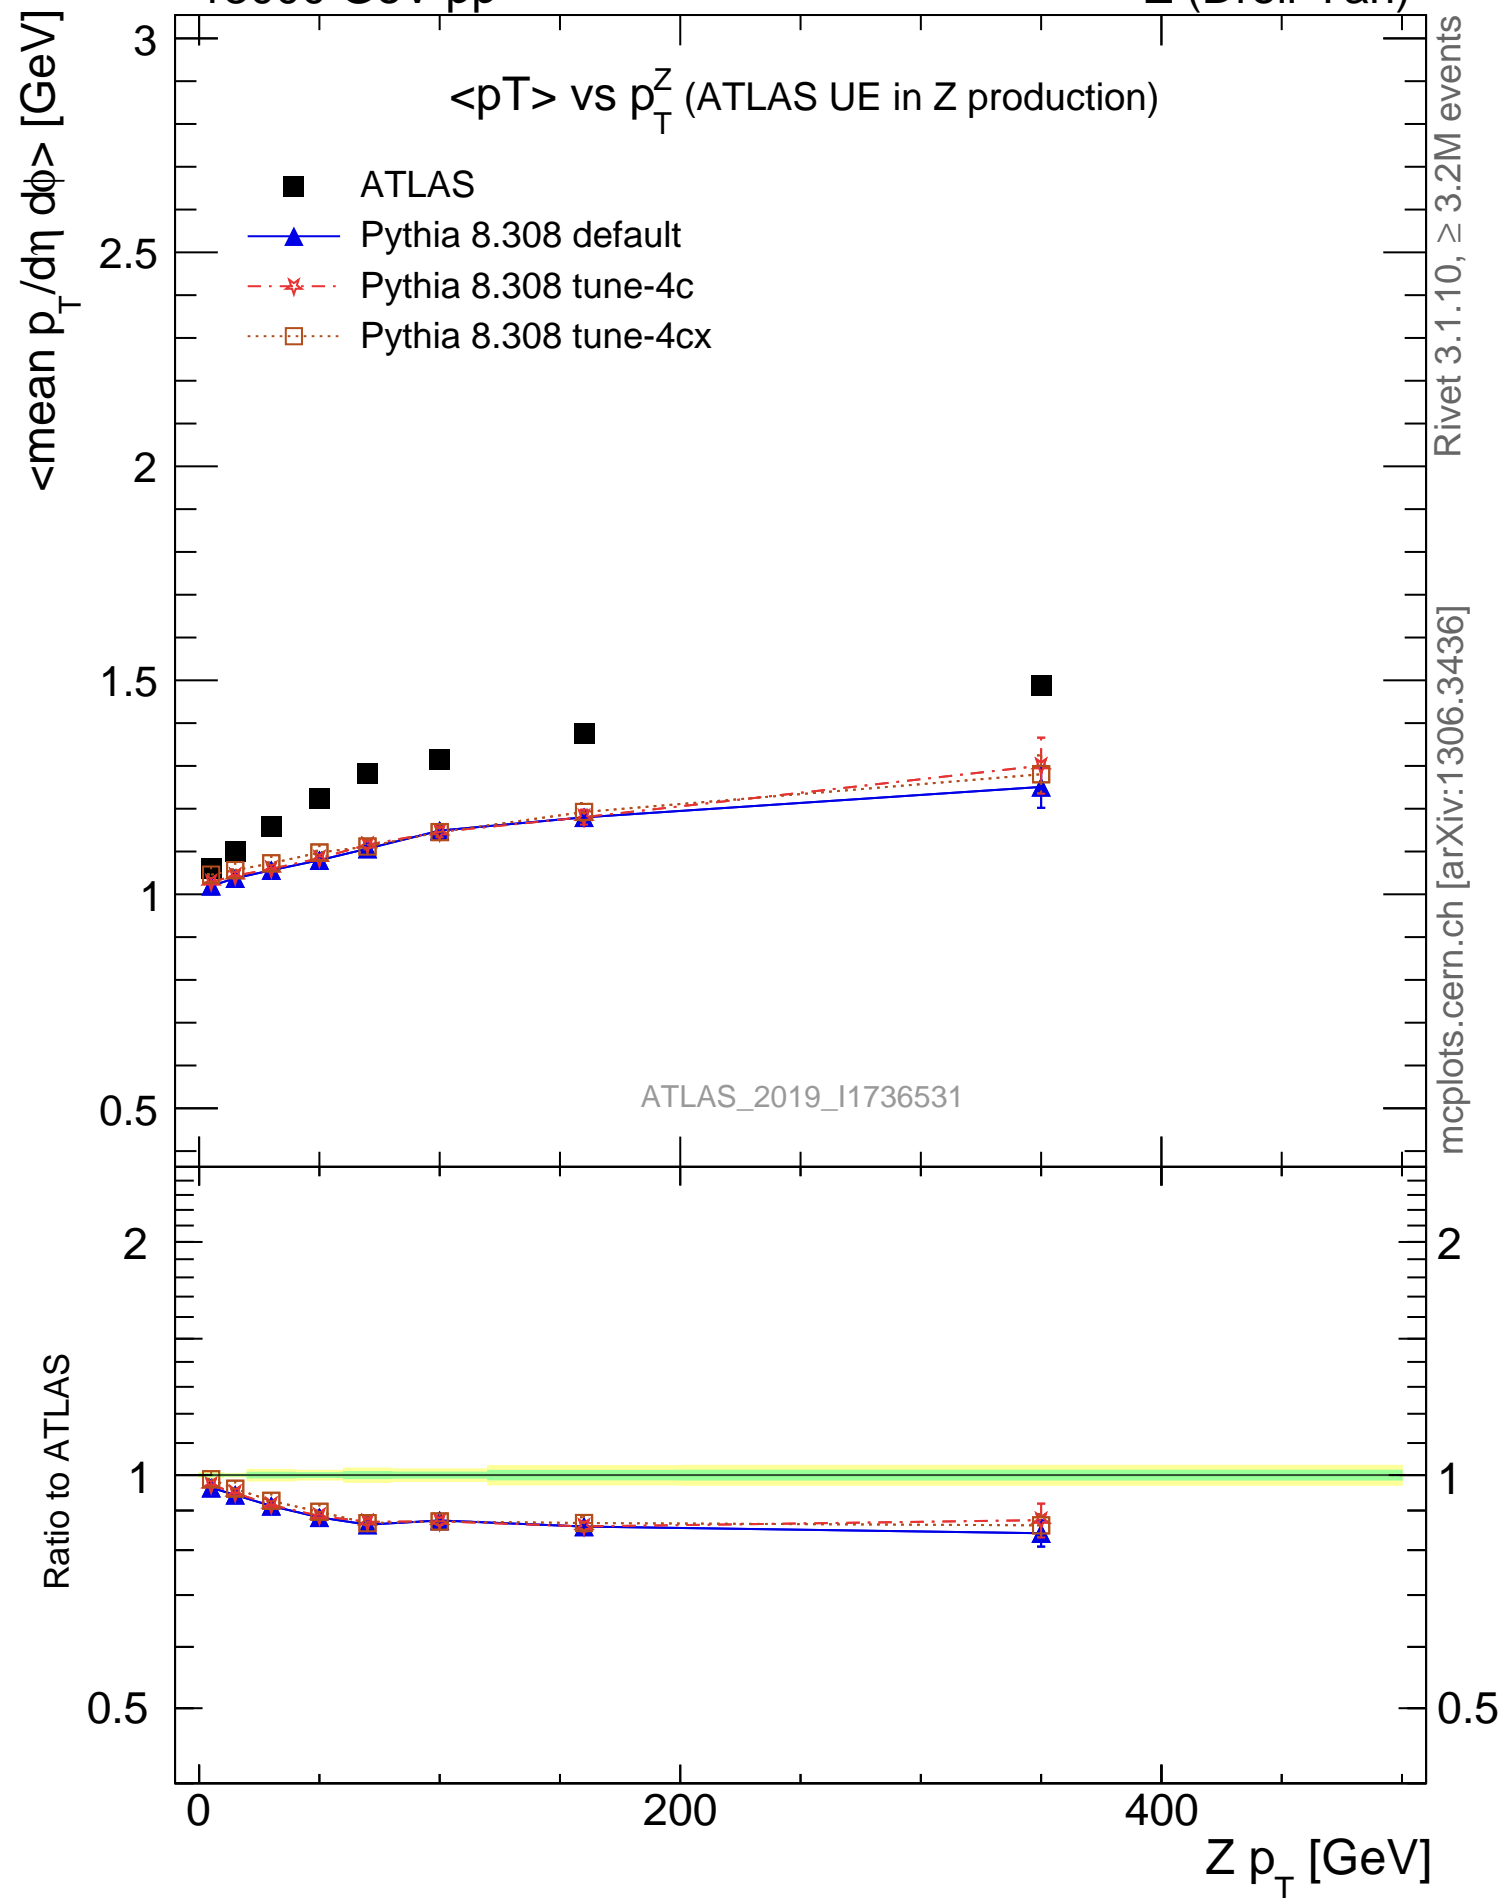 <pT> vs p_T^Z (ATLAS UE in Z production)
ATLAS
Pythia 8.308 default
Pythia 8.308 tune-4c
Pythia 8.308 tune-4cx
<mean p_T/dη dϕ> [GeV]
3
2.5
2
1.5
1
0.5
ATLAS_2019_I1736531
Rivet 3.1.10, ≥ 3.2M events
mcplots.cern.ch [arXiv:1306.3436]
Ratio to ATLAS
2
1
0.5
2
1
0.5
0
200
400
Z p_T [GeV]